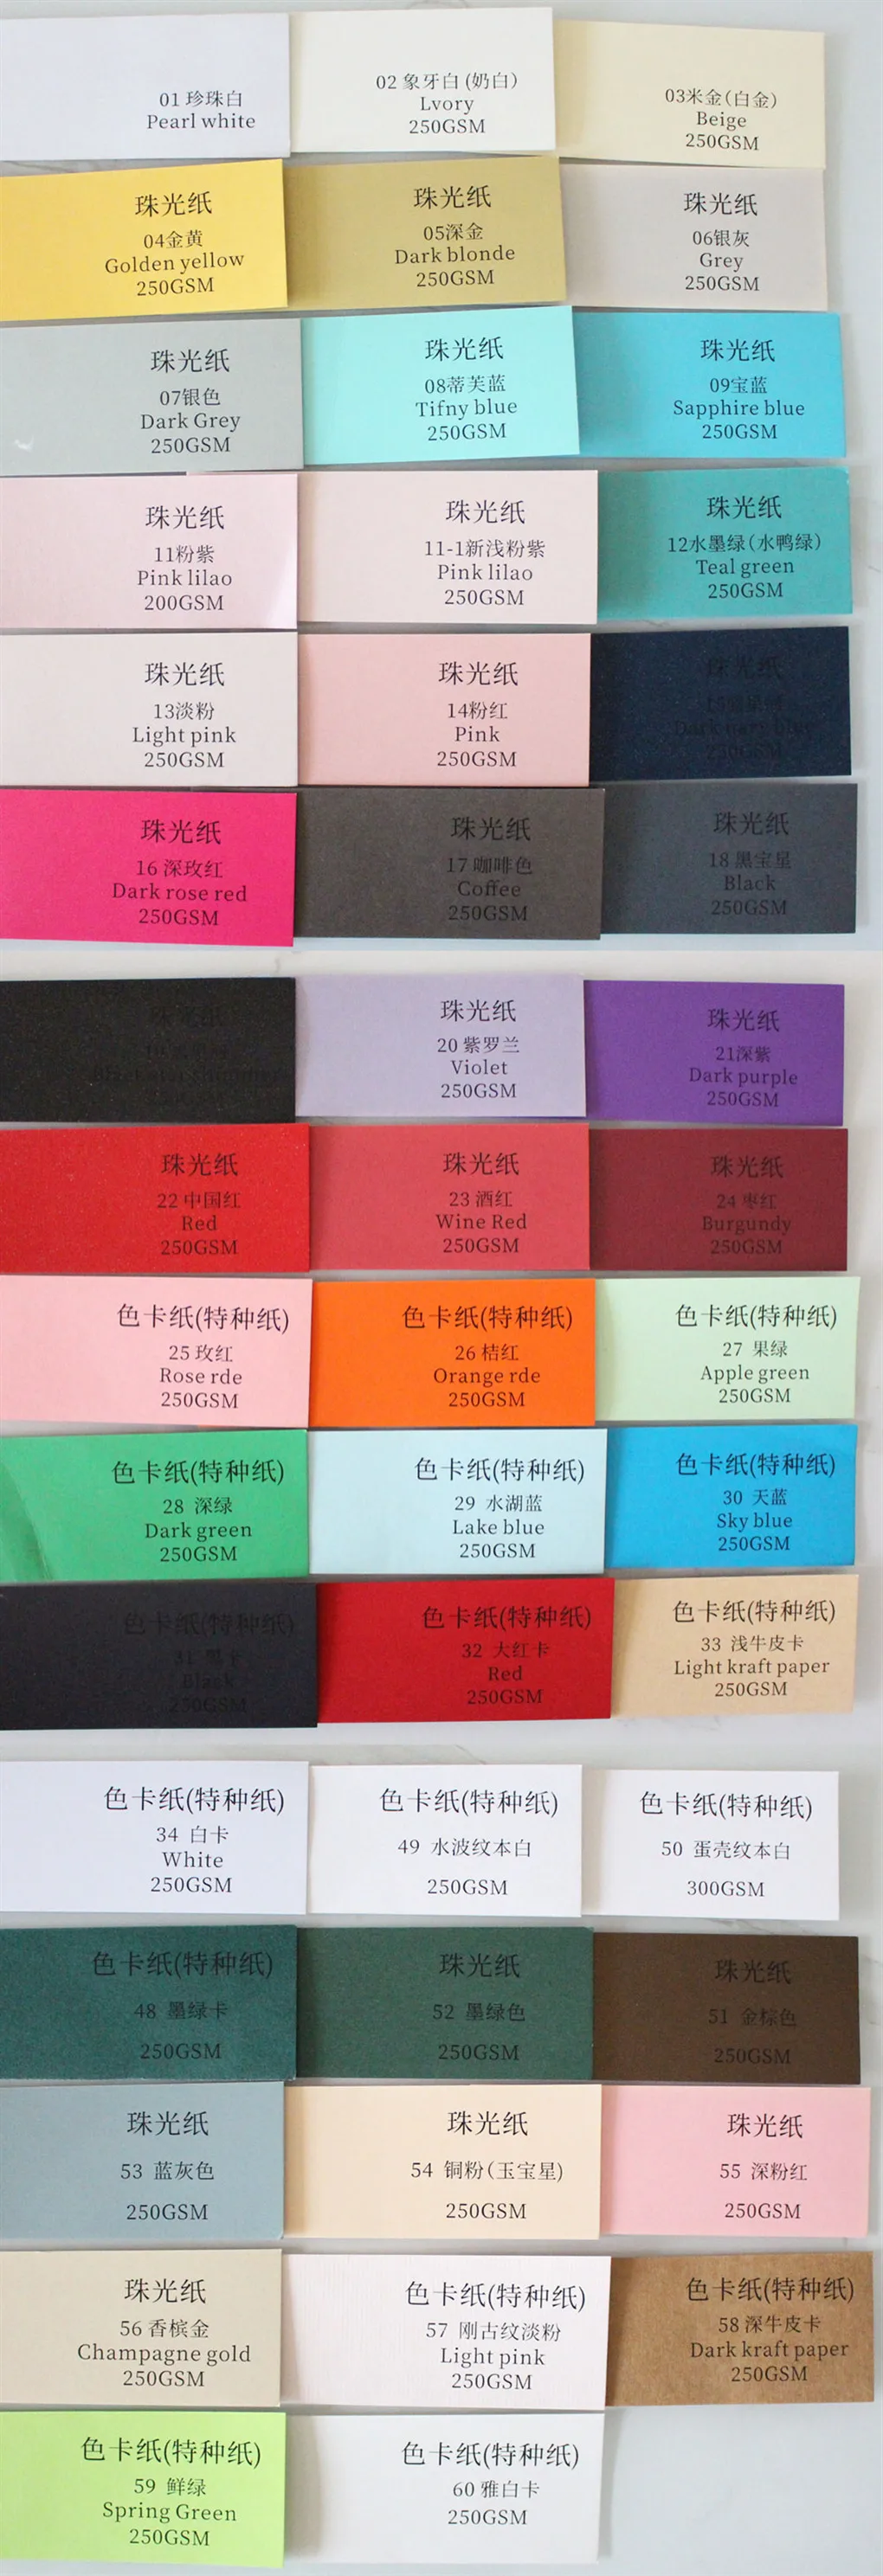 01 珍珠白
Pearl white
02 象牙白 (奶白)
Lvory
250GSM
03米金(白金)
Beige
250GSM
珠光纸
04金黄
Golden yellow
250GSM
珠光纸
05深金
Dark blonde
250GSM
珠光纸
06银灰
Grey
250GSM
珠光纸
07银色
Dark Grey
250GSM
珠光纸
08蒂芙蓝
Tifny blue
250GSM
珠光纸
09宝蓝
Sapphire blue
250GSM
珠光纸
11粉紫
Pink lilao
200GSM
珠光纸
11-1新浅粉紫
Pink lilao
250GSM
珠光纸
12水墨绿(水鸭绿)
Teal green
250GSM
珠光纸
13淡粉
Light pink
250GSM
珠光纸
14粉红
Pink
250GSM
珠光纸
Dark navy blue
250GSM
珠光纸
16 深玫红
Dark rose red
250GSM
珠光纸
17 咖啡色
Coffee
250GSM
珠光纸
18 黑宝星
Black
250GSM
珠光纸
珠光纸
20 紫罗兰
Violet
250GSM
珠光纸
21深紫
Dark purple
250GSM
珠光纸
22 中国红
Red
250GSM
珠光纸
23 酒红
Wine Red
250GSM
珠光纸
24 枣红
Burgundy
250GSM
色卡纸(特种纸)
25 玫红
Rose rde
250GSM
色卡纸(特种纸)
26 桔红
Orange rde
250GSM
色卡纸(特种纸)
27 果绿
Apple green
250GSM
色卡纸(特种纸)
28 深绿
Dark green
250GSM
色卡纸(特种纸)
29 水湖蓝
Lake blue
250GSM
色卡纸(特种纸)
30 天蓝
Sky blue
250GSM
色卡纸(特种纸)
31 黑卡
Black
250GSM
色卡纸(特种纸)
32 大红卡
Red
250GSM
色卡纸(特种纸)
33 浅牛皮卡
Light kraft paper
250GSM
色卡纸(特种纸)
34 白卡
White
250GSM
色卡纸(特种纸)
49 水波纹本白
250GSM
色卡纸(特种纸)
50 蛋壳纹本白
300GSM
色卡纸(特种纸)
48 墨绿卡
250GSM
珠光纸
52 墨绿色
250GSM
珠光纸
51 金棕色
250GSM
珠光纸
53 蓝灰色
250GSM
珠光纸
54 铜粉(玉宝星)
250GSM
珠光纸
55 深粉红
250GSM
珠光纸
56 香槟金
Champagne gold
250GSM
色卡纸(特种纸)
57 刚古纹淡粉
Light pink
250GSM
色卡纸(特种纸)
58 深牛皮卡
Dark kraft paper
250GSM
色卡纸(特种纸)
59 鲜绿
Spring Green
250GSM
色卡纸(特种纸)
60 雅白卡
250GSM